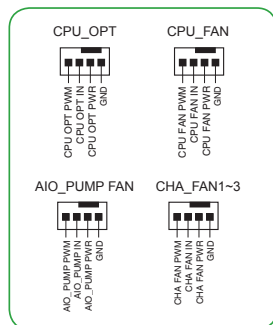 CPU_OPT
CPU OPT PWM
CPU OPT IN
CPU OPT PWR
GND
CPU_FAN
CPU FAN PWM
CPU FAN IN
CPU FAN PWR
GND
AIO_PUMP FAN
AIO_PUMP PWM
AIO_PUMP IN
AIO_PUMP PWR
GND
CHA_FAN1~3
CHA FAN PWM
CHA FAN IN
CHA FAN PWR
GND